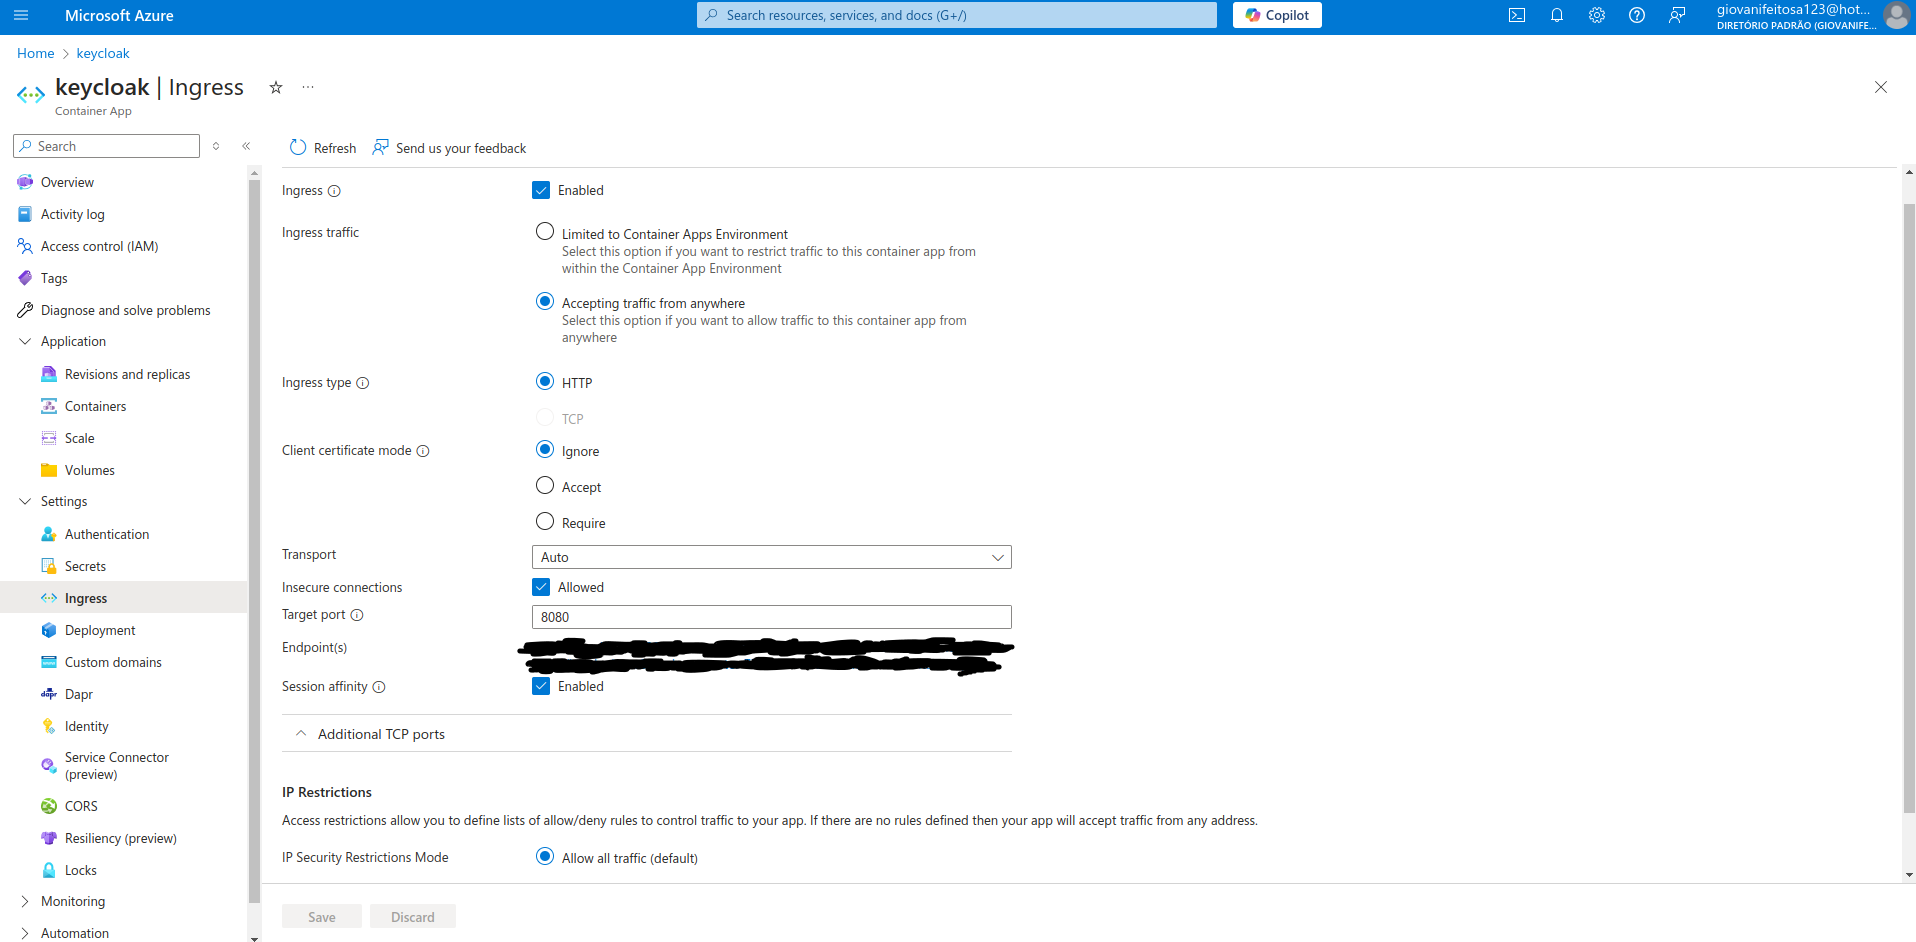 Microsoft Azure
Search resources, services, and docs (G+/)
Copilot
giovanifeitosa123@hot...
DIRETÓRIO PADRÃO (GIOVANIFE...
Home > keycloak
keycloak | Ingress
Container App
Search
Refresh
Send us your feedback
Overview
Activity log
Access control (IAM)
Tags
Diagnose and solve problems
Application
Revisions and replicas
Containers
Scale
Volumes
Settings
Authentication
Secrets
Ingress
Deployment
Custom domains
Dapr
Identity
Service Connector
(preview)
CORS
Resiliency (preview)
Locks
Monitoring
Automation
Ingress
Enabled
Ingress traffic
Limited to Container Apps Environment
Select this option if you want to restrict traffic to this container app from
within the Container App Environment
Accepting traffic from anywhere
Select this option if you want to allow traffic to this container app from
anywhere
Ingress type
HTTP
TCP
Client certificate mode
Ignore
Accept
Require
Transport
Auto
Insecure connections
Allowed
Target port
8080
Endpoint(s)
Session affinity
Enabled
Additional TCP ports
IP Restrictions
Access restrictions allow you to define lists of allow/deny rules to control traffic to your app. If there are no rules defined then your app will accept traffic from any address.
IP Security Restrictions Mode
Allow all traffic (default)
Save
Discard